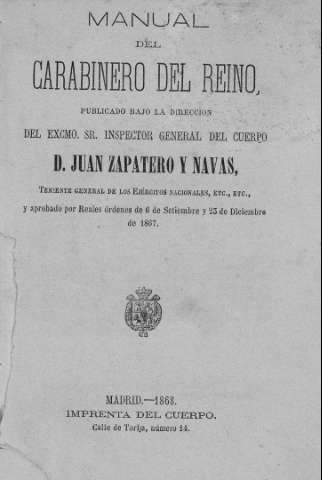 MANUAL
DEL
CARABINERO DEL REINO,
PUBLICADO BAJO LA DIRECCION
DEL EXCMO. SR. INSPECTOR GENERAL DEL CUERPO
D. JUAN ZAPATERO Y NAVAS,
TENIENTE GENERAL DE LOS EJÉRCITOS NACIONALES, ETC., ETC.,
y aprobado por Reales órdenes de 6 de Setiembre y 23 de Diciembre
de 1867.
MADRID.—1868.
IMPRENTA DEL CUERPO.
Calle de Torija, número 14.